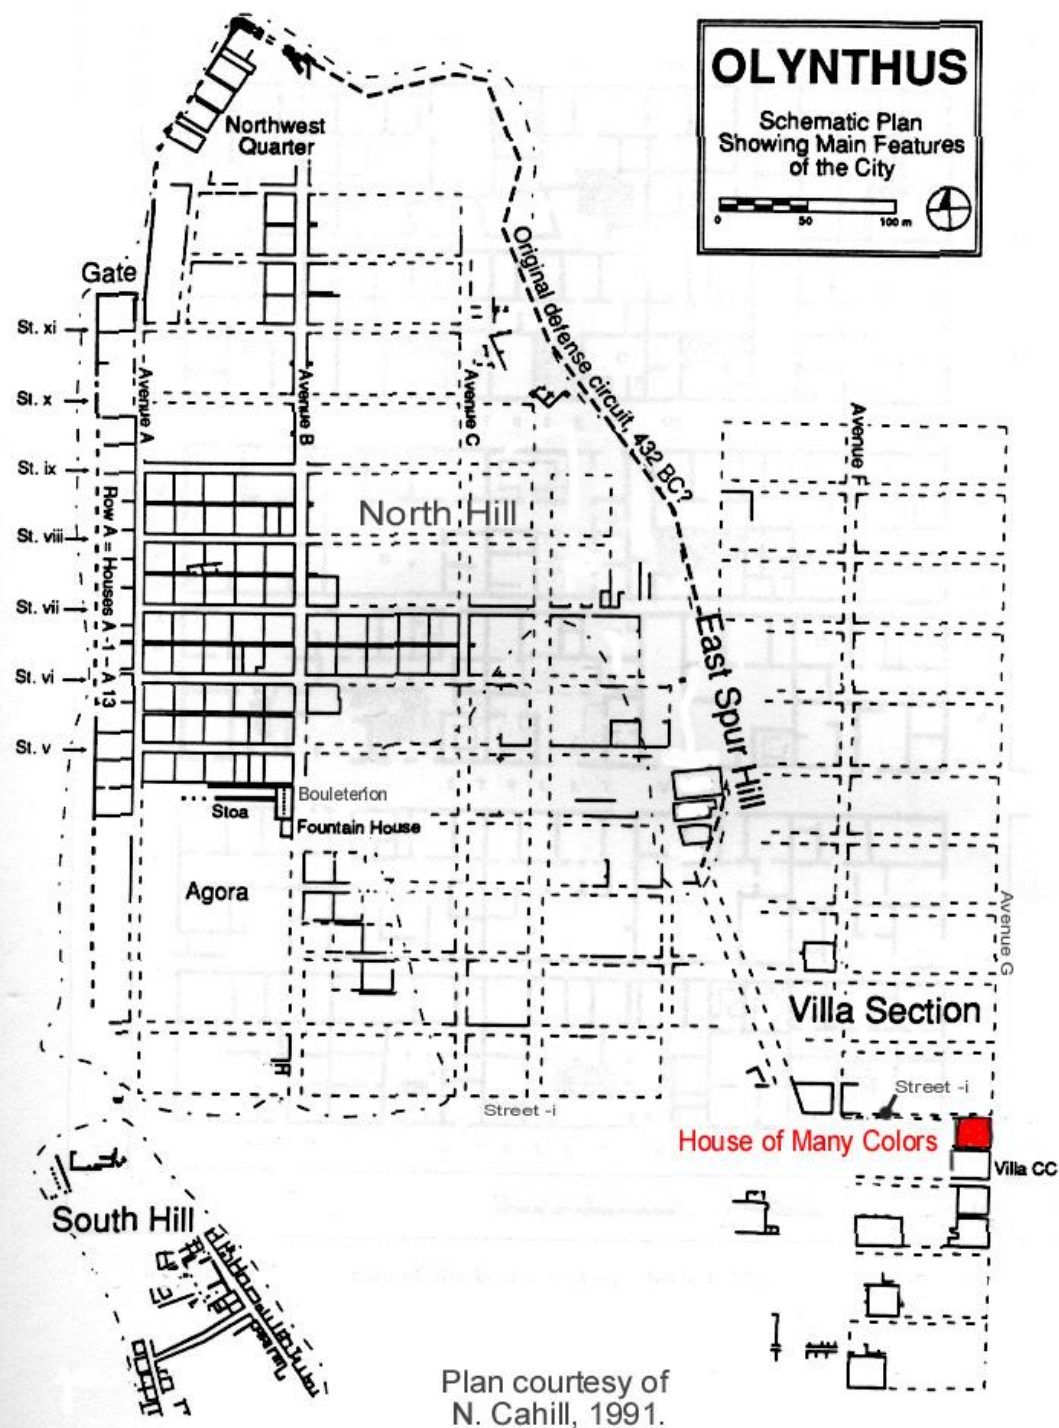 OLYNTHUS
Schematic Plan
Showing Main Features
of the City
0 50 100 m
Northwest
Quarter
Gate
St. xi
St. x
St. ix
St. viii
St. vii
St. vi
St. v
Avenue A
Avenue B
Avenue C
Original defense circuit, 432 BC?
Avenue F
Row A = Houses A -1 – A 13
North Hill
East Spur Hill
Bouleterion
Stoa
Fountain House
Agora
Avenue G
Villa Section
Street -i
Street -i
House of Many Colors
Villa CC
South Hill
Plan courtesy of
N. Cahill, 1991.